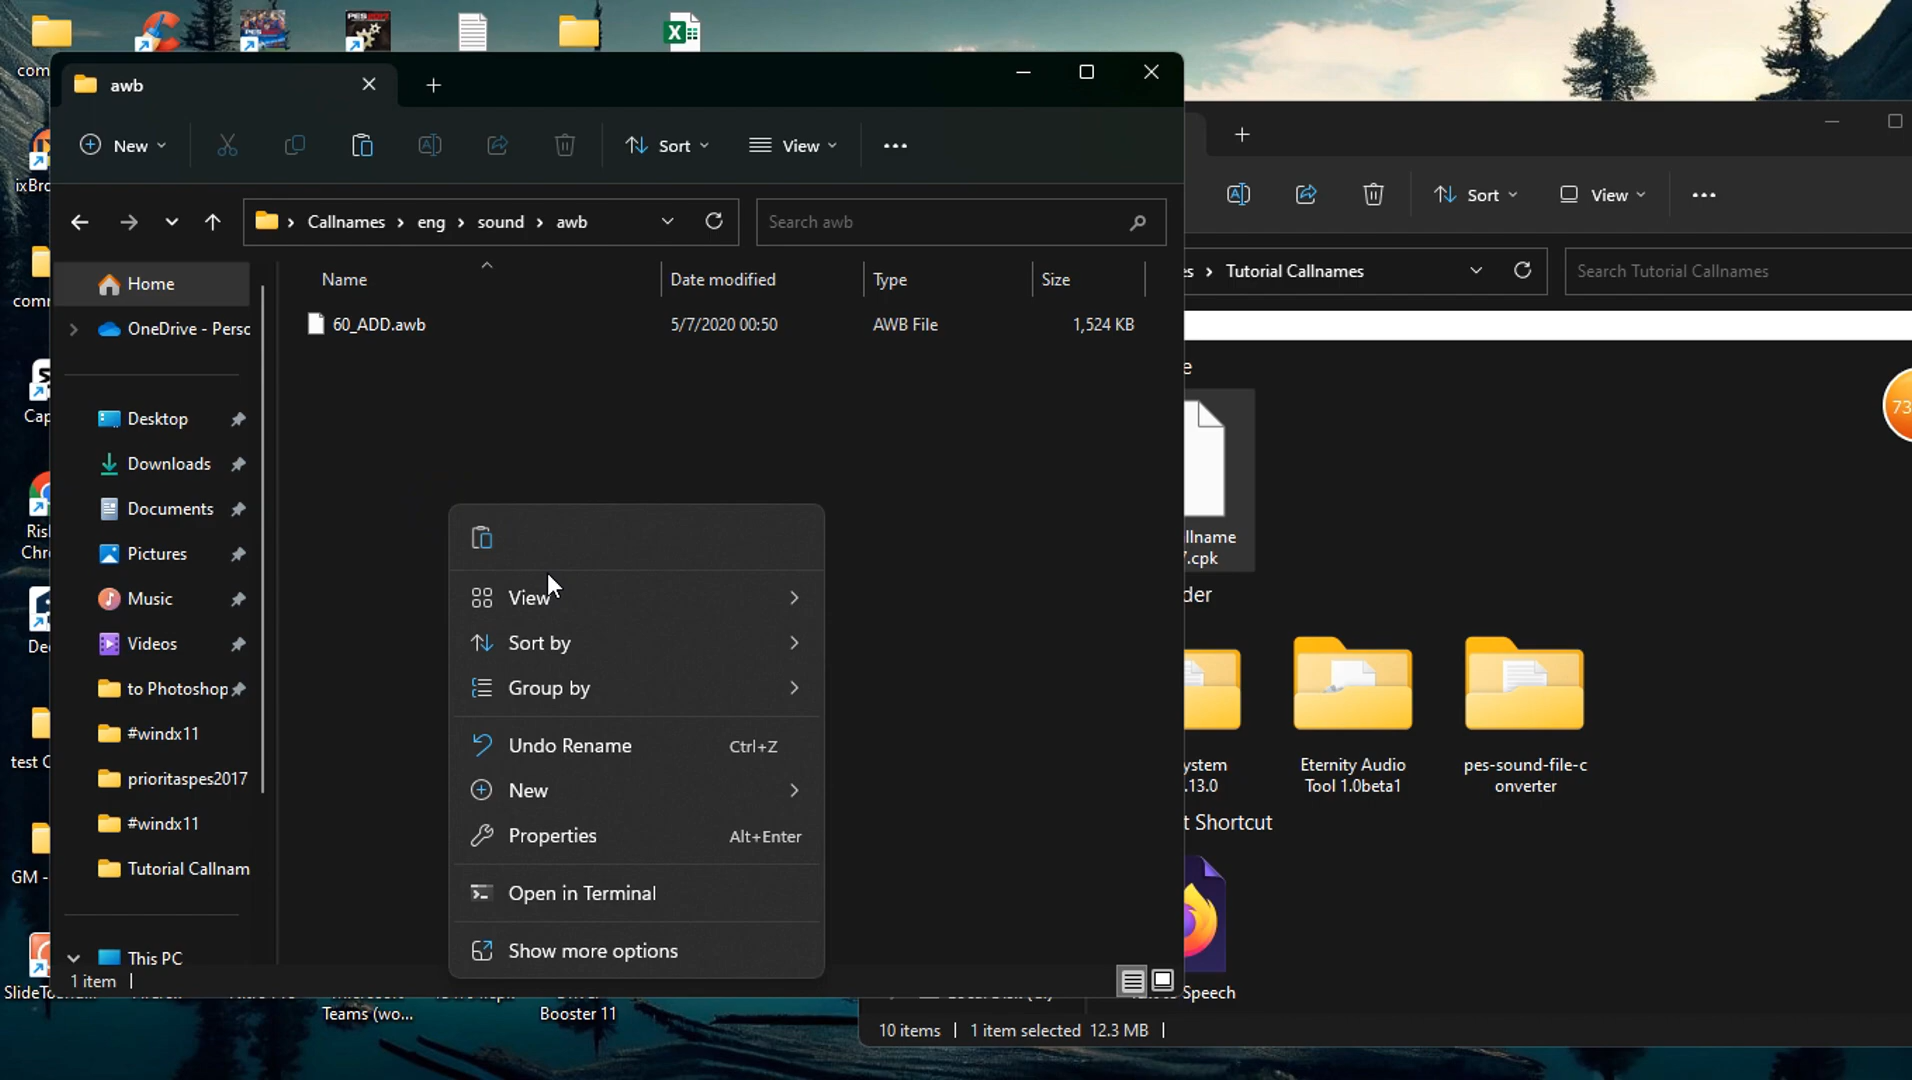 com
awb
New
Sort
View
Callnames
eng
sound
awb
Search awb
Name
Date modified
Type
Size
60_ADD.awb
5/7/2020 00:50
AWB File
1,524 KB
Home
OneDrive - Perso
Desktop
Downloads
Documents
Pictures
Music
Videos
to Photoshop
#windx11
prioritaspes2017
#windx11
Tutorial Callnam
This PC
1 item
View
Sort by
Group by
Undo Rename Ctrl+Z
New
Properties Alt+Enter
Open in Terminal
Show more options
ixBro
com
Cap
Risl
Chr
De
test C
GM -
Teams (wo...
Booster 11
Sort
View
es
Tutorial Callnames
Search Tutorial Callnames
e
llname
7.cpk
der
ystem
.13.0
Eternity Audio
Tool 1.0beta1
pes-sound-file-c
onverter
t Shortcut
Speech
10 items
1 item selected 12.3 MB
73